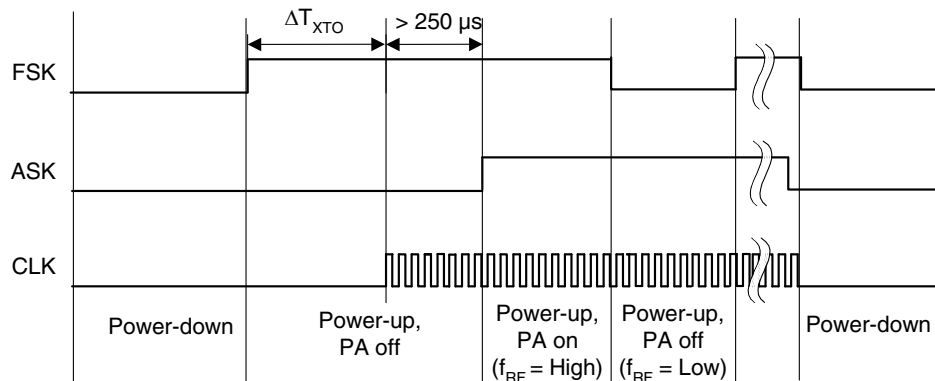 ΔT_XTO
> 250 µs
FSK
ASK
CLK
Power-down
Power-up,
PA off
Power-up,
PA on
(f_RF = High)
Power-up,
PA off
(f_RF = Low)
Power-down